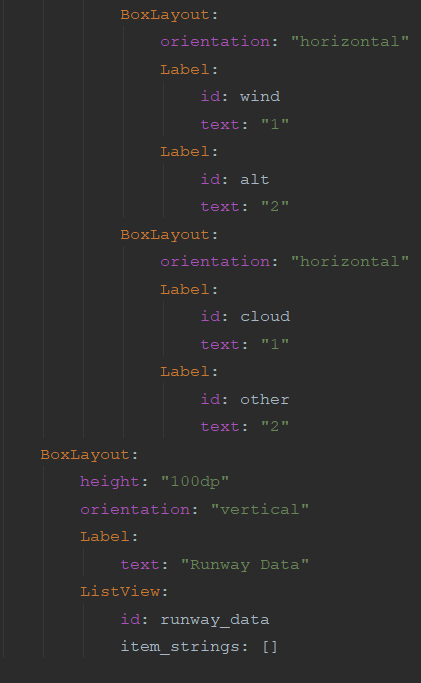 BoxLayout:
orientation: "horizontal"
Label:
id: wind
text: "1"
Label:
id: alt
text: "2"
BoxLayout:
orientation: "horizontal"
Label:
id: cloud
text: "1"
Label:
id: other
text: "2"
BoxLayout:
height: "100dp"
orientation: "vertical"
Label:
text: "Runway Data"
ListView:
id: runway_data
item_strings: []